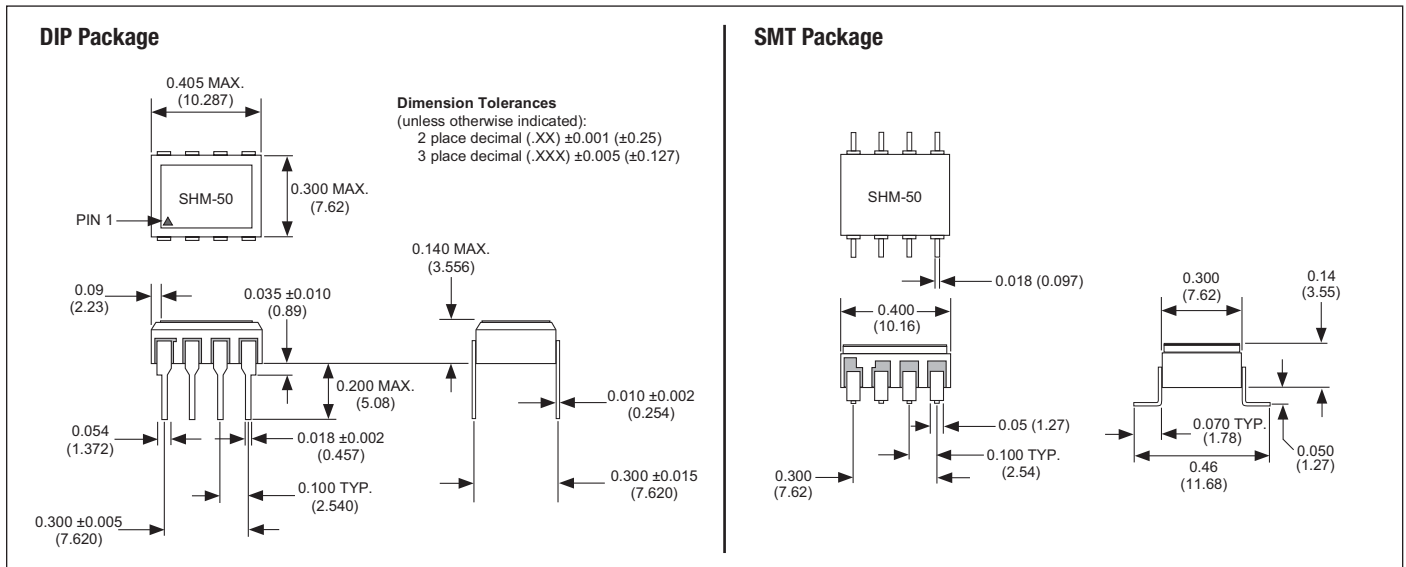 DIP Package
0.405 MAX.
(10.287)
Dimension Tolerances
(unless otherwise indicated):
2 place decimal (.XX) ±0.001 (±0.25)
3 place decimal (.XXX) ±0.005 (±0.127)
SHM-50
0.300 MAX.
(7.62)
PIN 1
0.140 MAX.
(3.556)
0.09
(2.23)
0.035 ±0.010
(0.89)
0.200 MAX.
(5.08)
0.010 ±0.002
(0.254)
0.054
(1.372)
0.018 ±0.002
(0.457)
0.100 TYP.
(2.540)
0.300 ±0.015
(7.620)
0.300 ±0.005
(7.620)
SMT Package
SHM-50
0.018 (0.097)
0.400
(10.16)
0.300
(7.62)
0.14
(3.55)
0.05 (1.27)
0.100 TYP.
(2.54)
0.300
(7.62)
0.070 TYP.
(1.78)
0.050
(1.27)
0.46
(11.68)